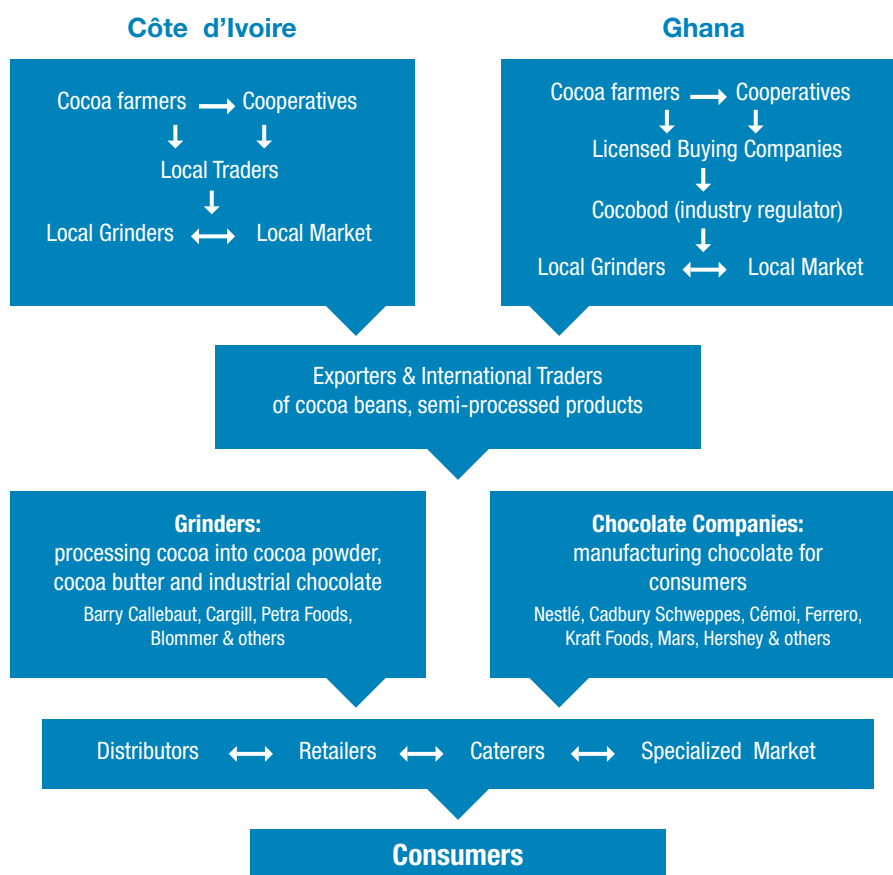 Côte d'Ivoire
Cocoa farmers → Cooperatives
Local Traders
Local Grinders ↔ Local Market
Ghana
Cocoa farmers → Cooperatives
Licensed Buying Companies
Cocobod (industry regulator)
Local Grinders ↔ Local Market
Exporters & International Traders
of cocoa beans, semi-processed products
Grinders:
processing cocoa into cocoa powder,
cocoa butter and industrial chocolate
Barry Callebaut, Cargill, Petra Foods,
Blommer & others
Chocolate Companies:
manufacturing chocolate for
consumers
Nestlé, Cadbury Schweppes, Cémoi, Ferrero,
Kraft Foods, Mars, Hershey & others
Distributors ↔ Retailers ↔ Caterers ↔ Specialized Market
Consumers